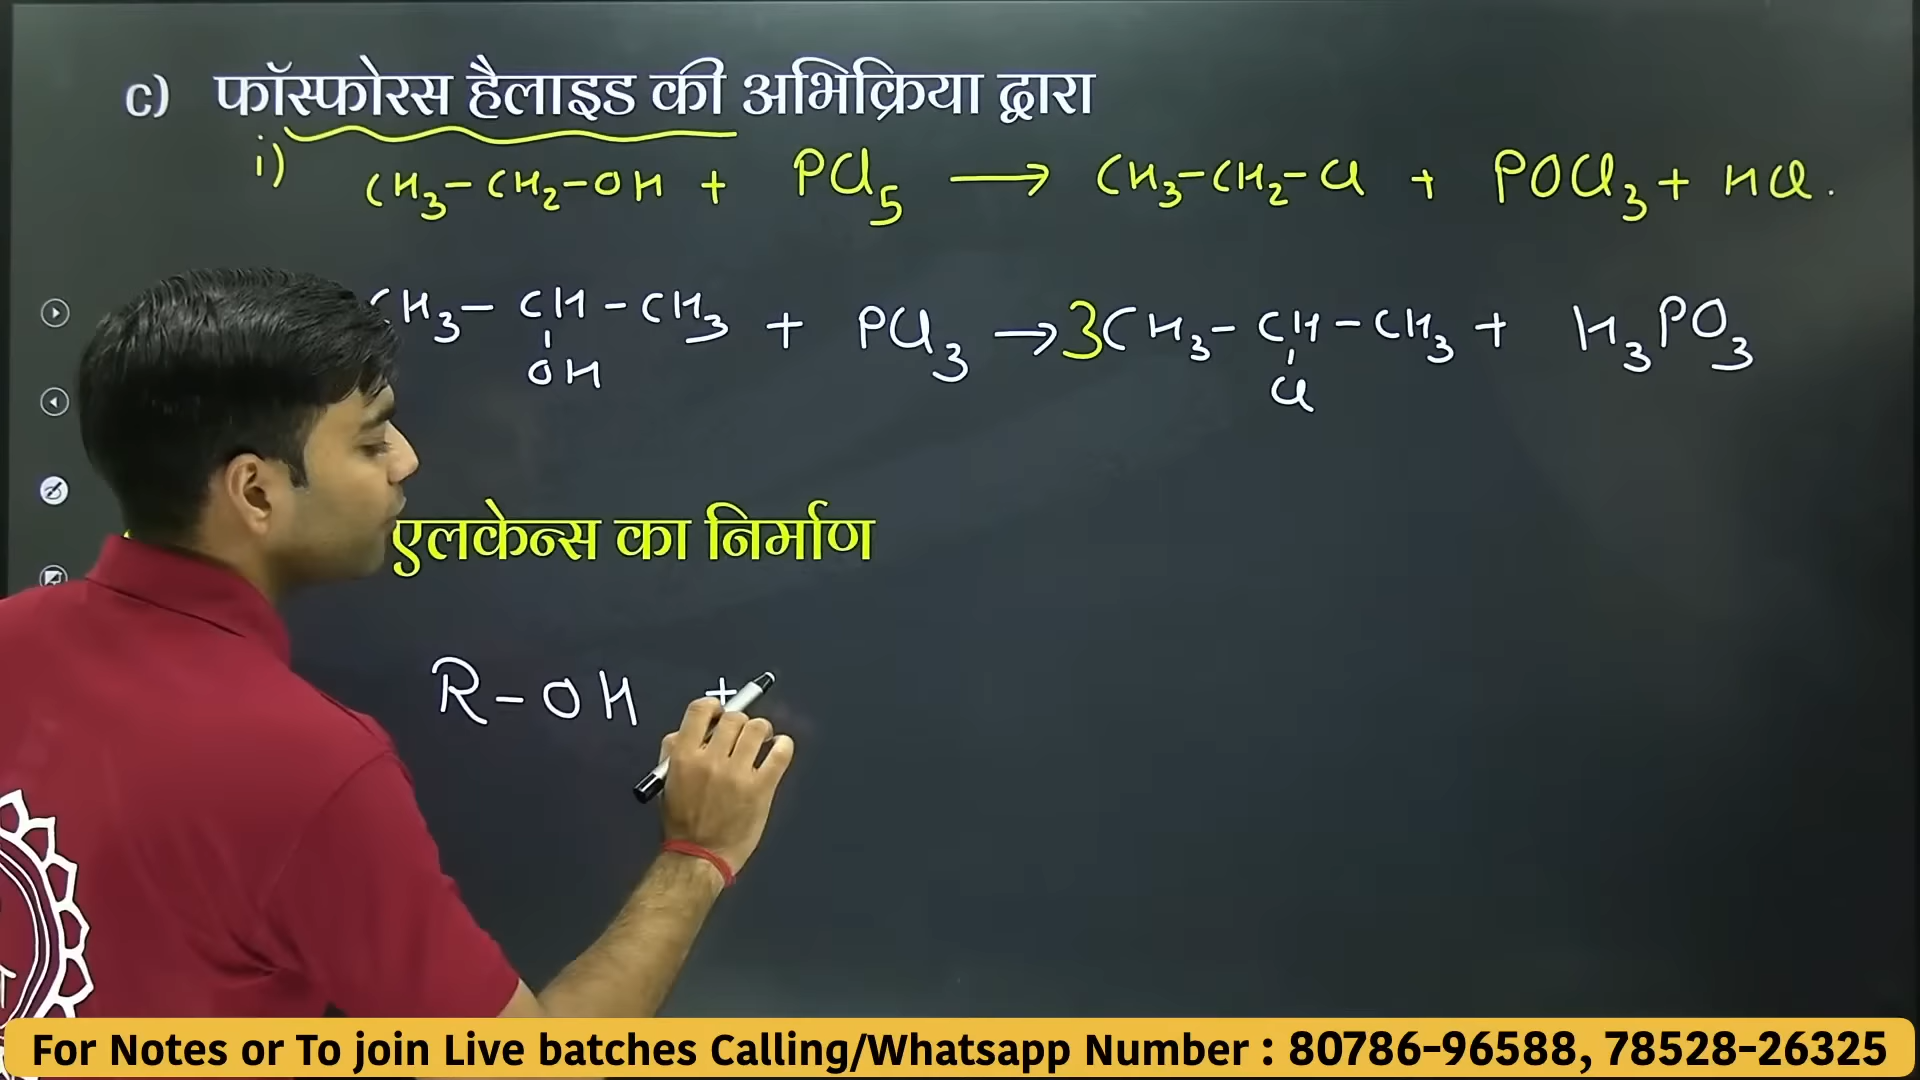 c) फॉस्फोरस हैलाइड की अभिक्रिया द्वारा
i) CH3-CH2-OH + PCl5 ⟶ CH3-CH2-Cl + POCl3 + HCl.
CH3-CH-CH3 + PCl3 → 3CH3-CH-CH3 + H3PO3
OH Cl
एलकेन्स का निर्माण
R-OH +
For Notes or To join Live batches Calling/Whatsapp Number : 80786-96588, 78528-26325